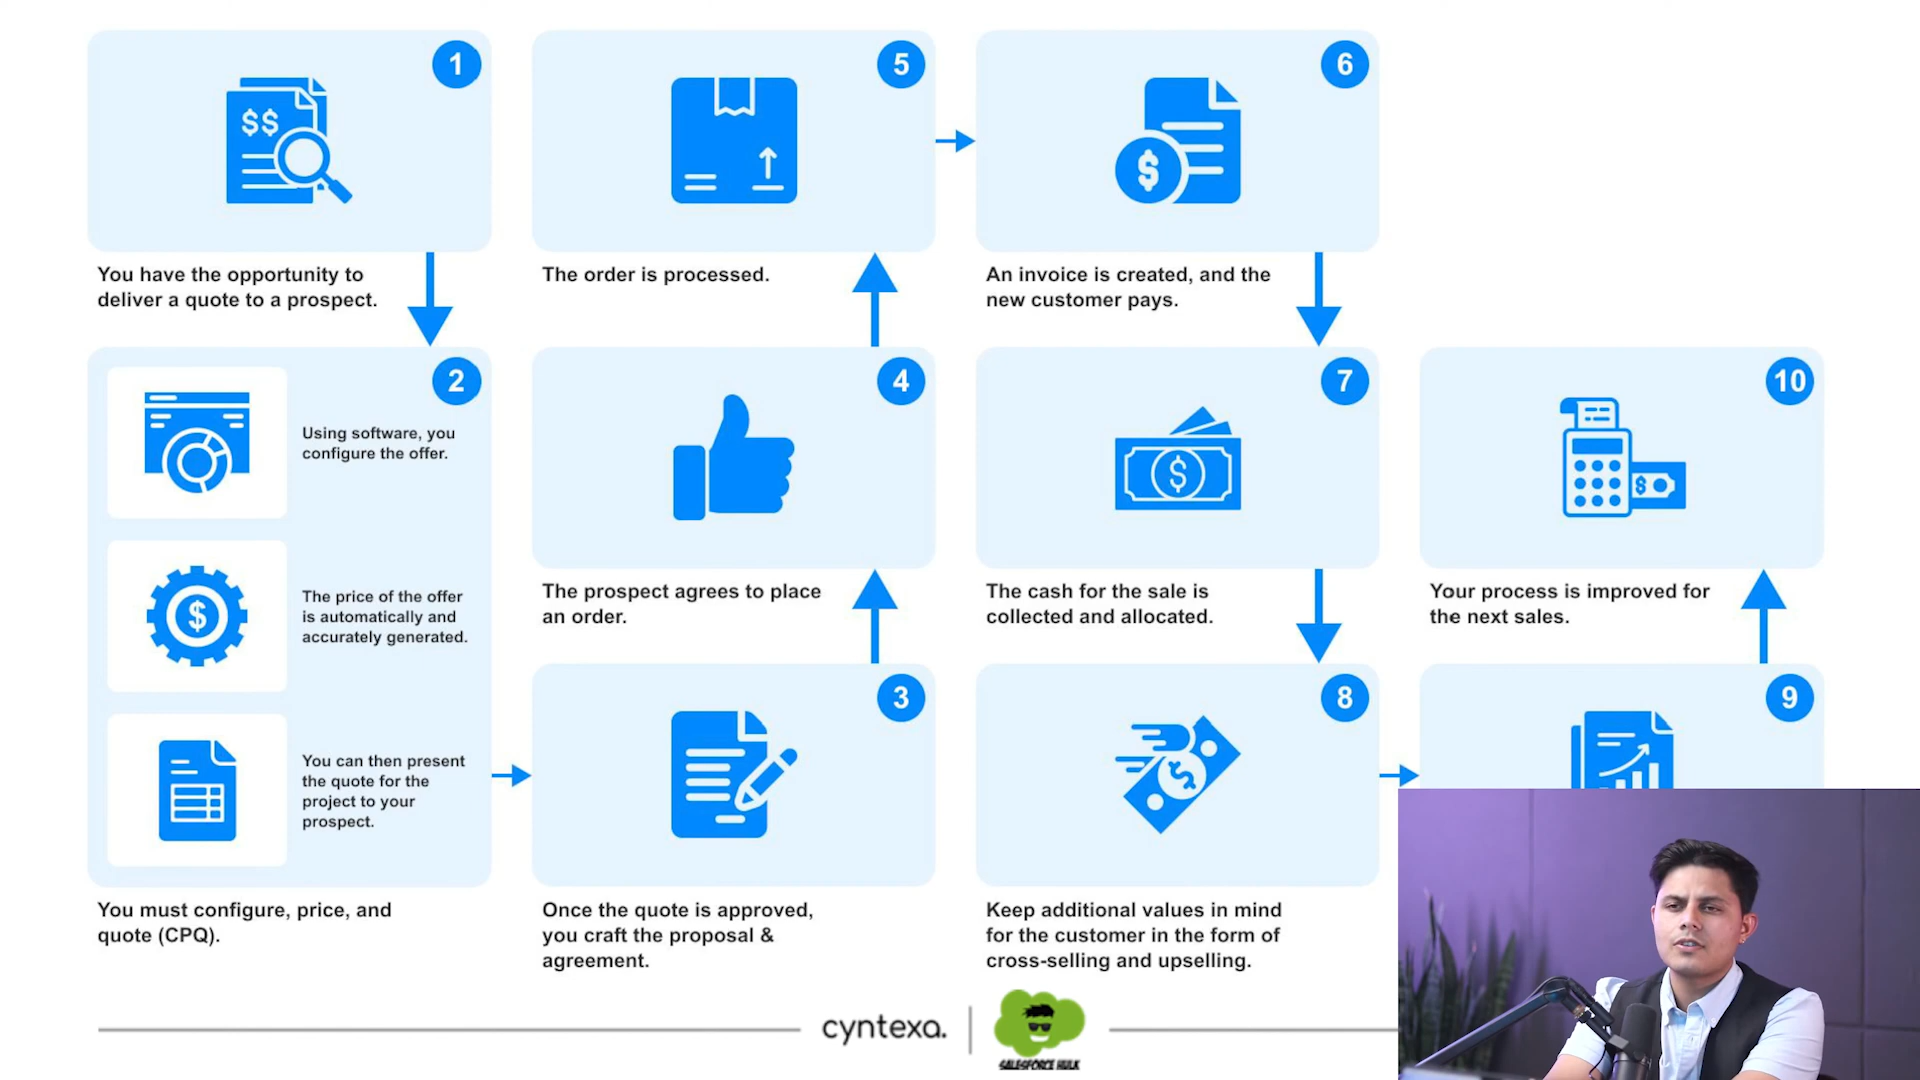 1
$$
You have the opportunity to
deliver a quote to a prospect.
2
Using software, you
configure the offer.
$
The price of the offer
is automatically and
accurately generated.
You can then present
the quote for the
project to your
prospect.
You must configure, price, and
quote (CPQ).
3
Once the quote is approved,
you craft the proposal &
agreement.
4
The prospect agrees to place
an order.
5
The order is processed.
6
$
An invoice is created, and the
new customer pays.
7
$
The cash for the sale is
collected and allocated.
8
$
Keep additional values in mind
for the customer in the form of
cross-selling and upselling.
9
10
$
Your process is improved for
the next sales.
cyntexa.
SALESFORCE HULK